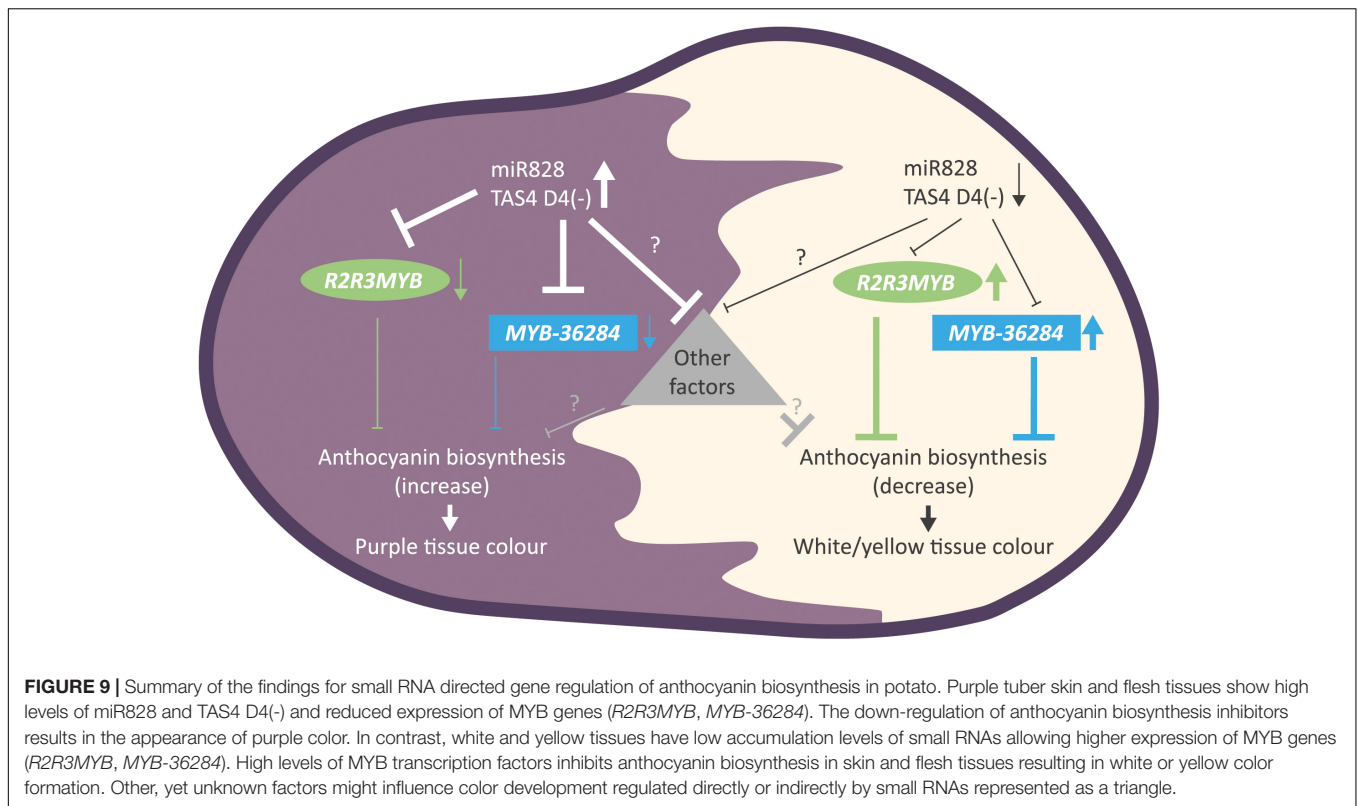 miR828
TAS4 D4(-)
?
R2R3MYB
MYB-36284
?
Anthocyanin biosynthesis
(increase)
Purple tissue colour
Other
factors
miR828
TAS4 D4(-)
?
R2R3MYB
MYB-36284
?
Anthocyanin biosynthesis
(decrease)
White/yellow tissue colour
FIGURE 9 | Summary of the findings for small RNA directed gene regulation of anthocyanin biosynthesis in potato. Purple tuber skin and flesh tissues show high
levels of miR828 and TAS4 D4(-) and reduced expression of MYB genes (R2R3MYB, MYB-36284). The down-regulation of anthocyanin biosynthesis inhibitors
results in the appearance of purple color. In contrast, white and yellow tissues have low accumulation levels of small RNAs allowing higher expression of MYB genes
(R2R3MYB, MYB-36284). High levels of MYB transcription factors inhibits anthocyanin biosynthesis in skin and flesh tissues resulting in white or yellow color
formation. Other, yet unknown factors might influence color development regulated directly or indirectly by small RNAs represented as a triangle.